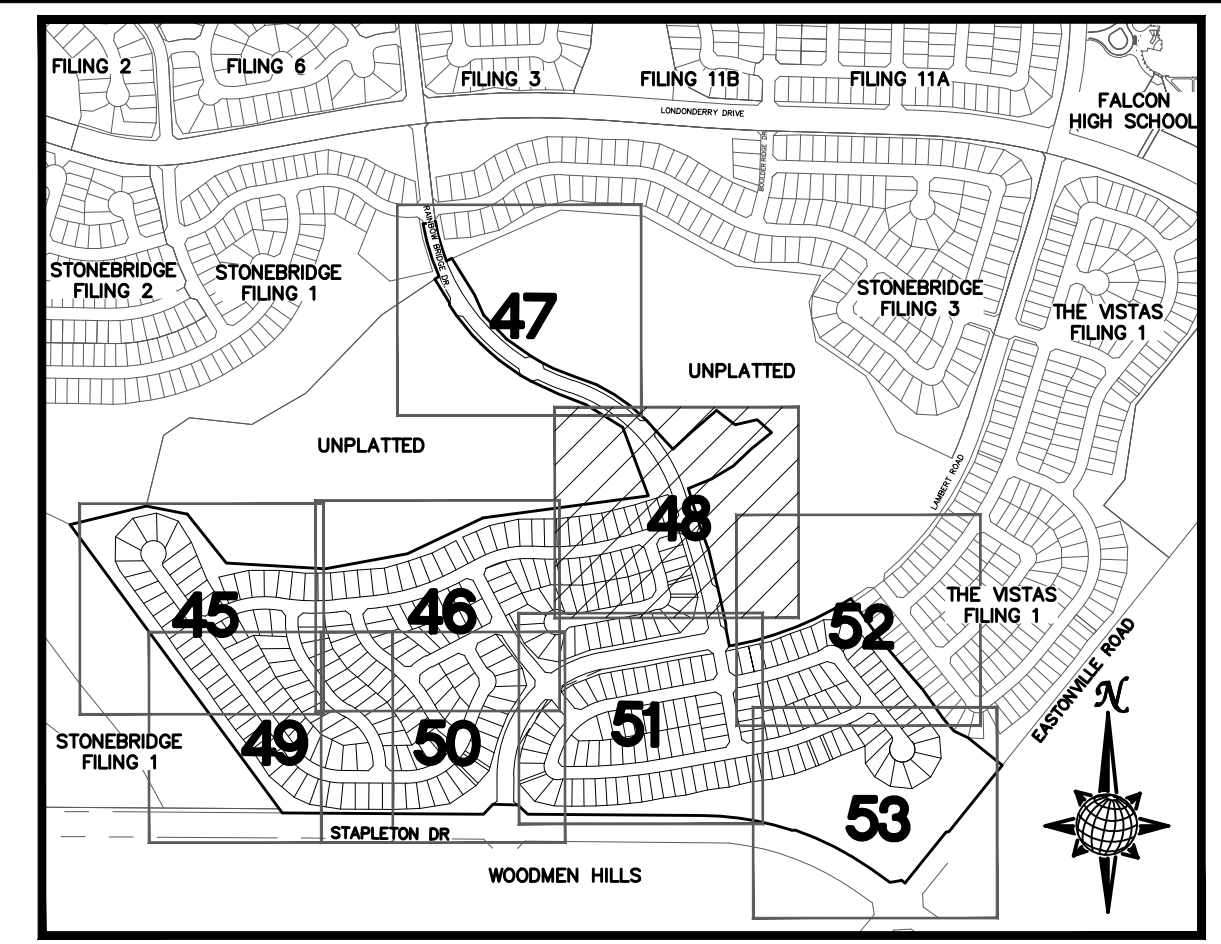 FILING 2
FILING 6
FILING 3
FILING 11B
FILING 11A
LONDONDERRY DRIVE
FALCON
HIGH SCHOOL
BOULDER RIDGE DR
RAINBOW BRIDGE DR.
STONEBRIDGE
FILING 2
STONEBRIDGE
FILING 1
47
STONEBRIDGE
FILING 3
THE VISTAS
FILING 1
UNPLATTED
UNPLATTED
LAMBERT ROAD
48
45
46
52
THE VISTAS
FILING 1
EASTONVILLE ROAD
N
STONEBRIDGE
FILING 1
49
50
51
53
STAPLETON DR
WOODMEN HILLS